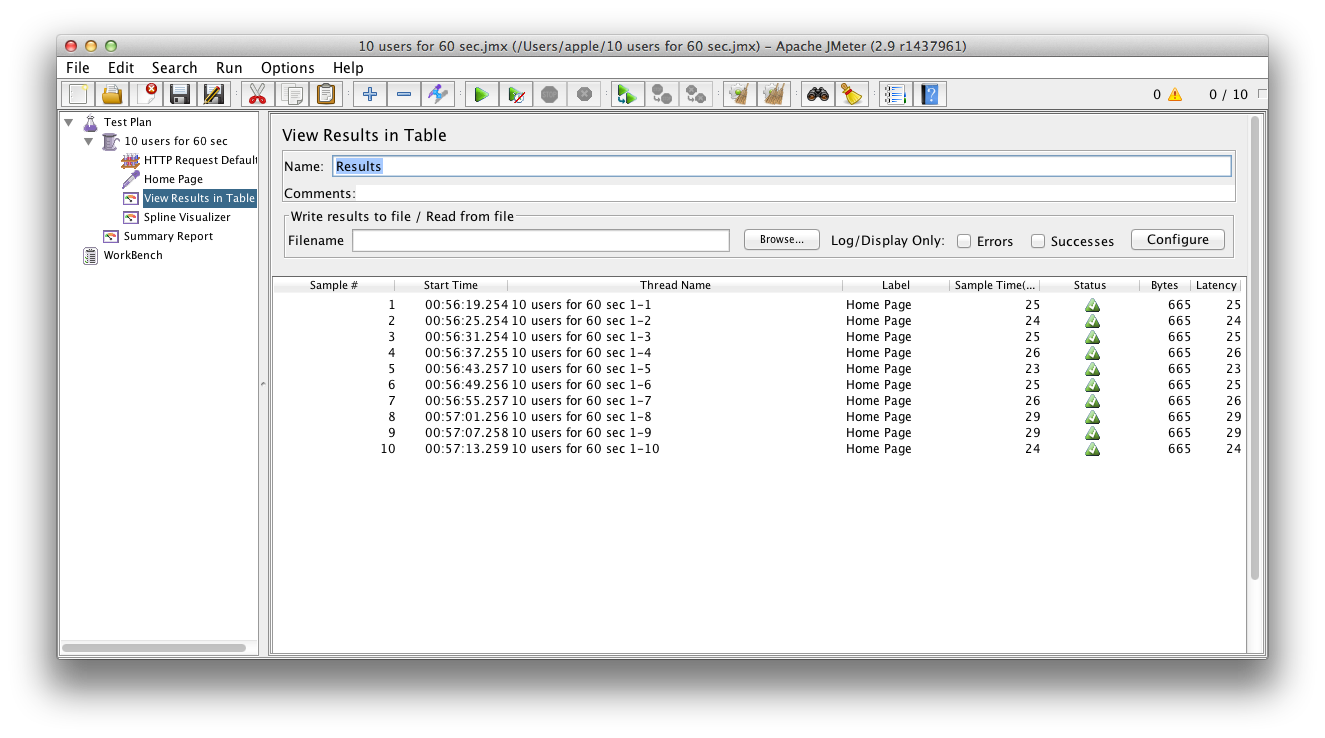 10 users for 60 sec.jmx (/Users/apple/10 users for 60 sec.jmx) – Apache JMeter (2.9 r1437961)
File Edit Search Run Options Help
0 0 / 10
Test Plan
10 users for 60 sec
HTTP Request Default
Home Page
View Results in Table
Spline Visualizer
Summary Report
WorkBench
View Results in Table
Name: Results
Comments:
Write results to file / Read from file
Filename Browse... Log/Display Only: Errors Successes Configure
Sample # Start Time Thread Name Label Sample Time(... Status Bytes Latency
1 00:56:19.254 10 users for 60 sec 1-1 Home Page 25 665 25
2 00:56:25.254 10 users for 60 sec 1-2 Home Page 24 665 24
3 00:56:31.254 10 users for 60 sec 1-3 Home Page 25 665 25
4 00:56:37.255 10 users for 60 sec 1-4 Home Page 26 665 26
5 00:56:43.257 10 users for 60 sec 1-5 Home Page 23 665 23
6 00:56:49.256 10 users for 60 sec 1-6 Home Page 25 665 25
7 00:56:55.257 10 users for 60 sec 1-7 Home Page 26 665 26
8 00:57:01.256 10 users for 60 sec 1-8 Home Page 29 665 29
9 00:57:07.258 10 users for 60 sec 1-9 Home Page 29 665 29
10 00:57:13.259 10 users for 60 sec 1-10 Home Page 24 665 24